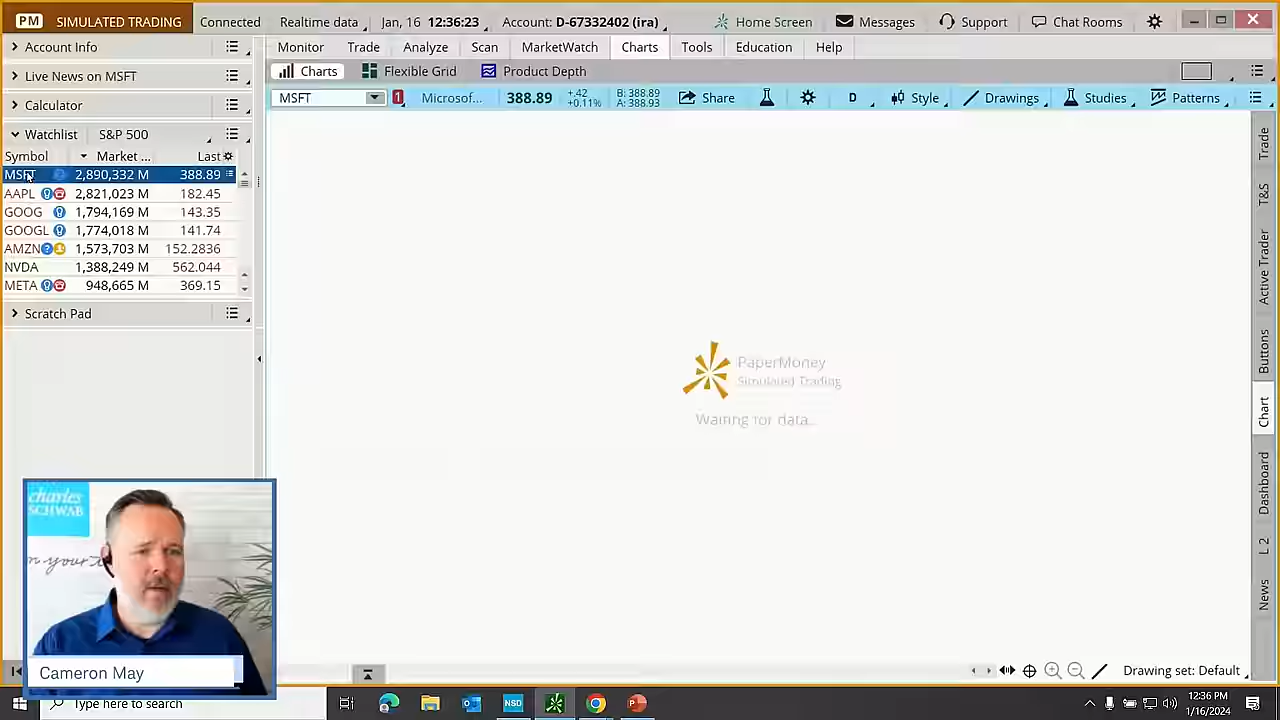 PM SIMULATED TRADING Connected Realtime data Jan, 16 12:36:23 Account: D-67332402 (ira) Home Screen Messages Support Chat Rooms
Account Info
Monitor Trade Analyze Scan MarketWatch Charts Tools Education Help
Live News on MSFT
Charts Flexible Grid Product Depth
Calculator
MSFT 1 Microsof... 388.89 +.42 B: 388.89
+0.11% A: 388.93
Share D Style Drawings Studies Patterns
Watchlist S&P 500
Symbol Market ... Last
MSFT 2,890,332 M 388.89
AAPL 2,821,023 M 182.45
GOOG 1,794,169 M 143.35
GOOGL 1,774,018 M 141.74
AMZN 1,573,703 M 152.2836
NVDA 1,388,249 M 562.044
META 948,665 M 369.15
Scratch Pad
PaperMoney
Simulated Trading
Waiting for data...
Trade
T&S
Active Trader
Buttons
Chart
Dashboard
L 2
News
charles
SCHWAB
Cameron May
Drawing set: Default
Type here to search
NSD
12:36 PM
1/16/2024